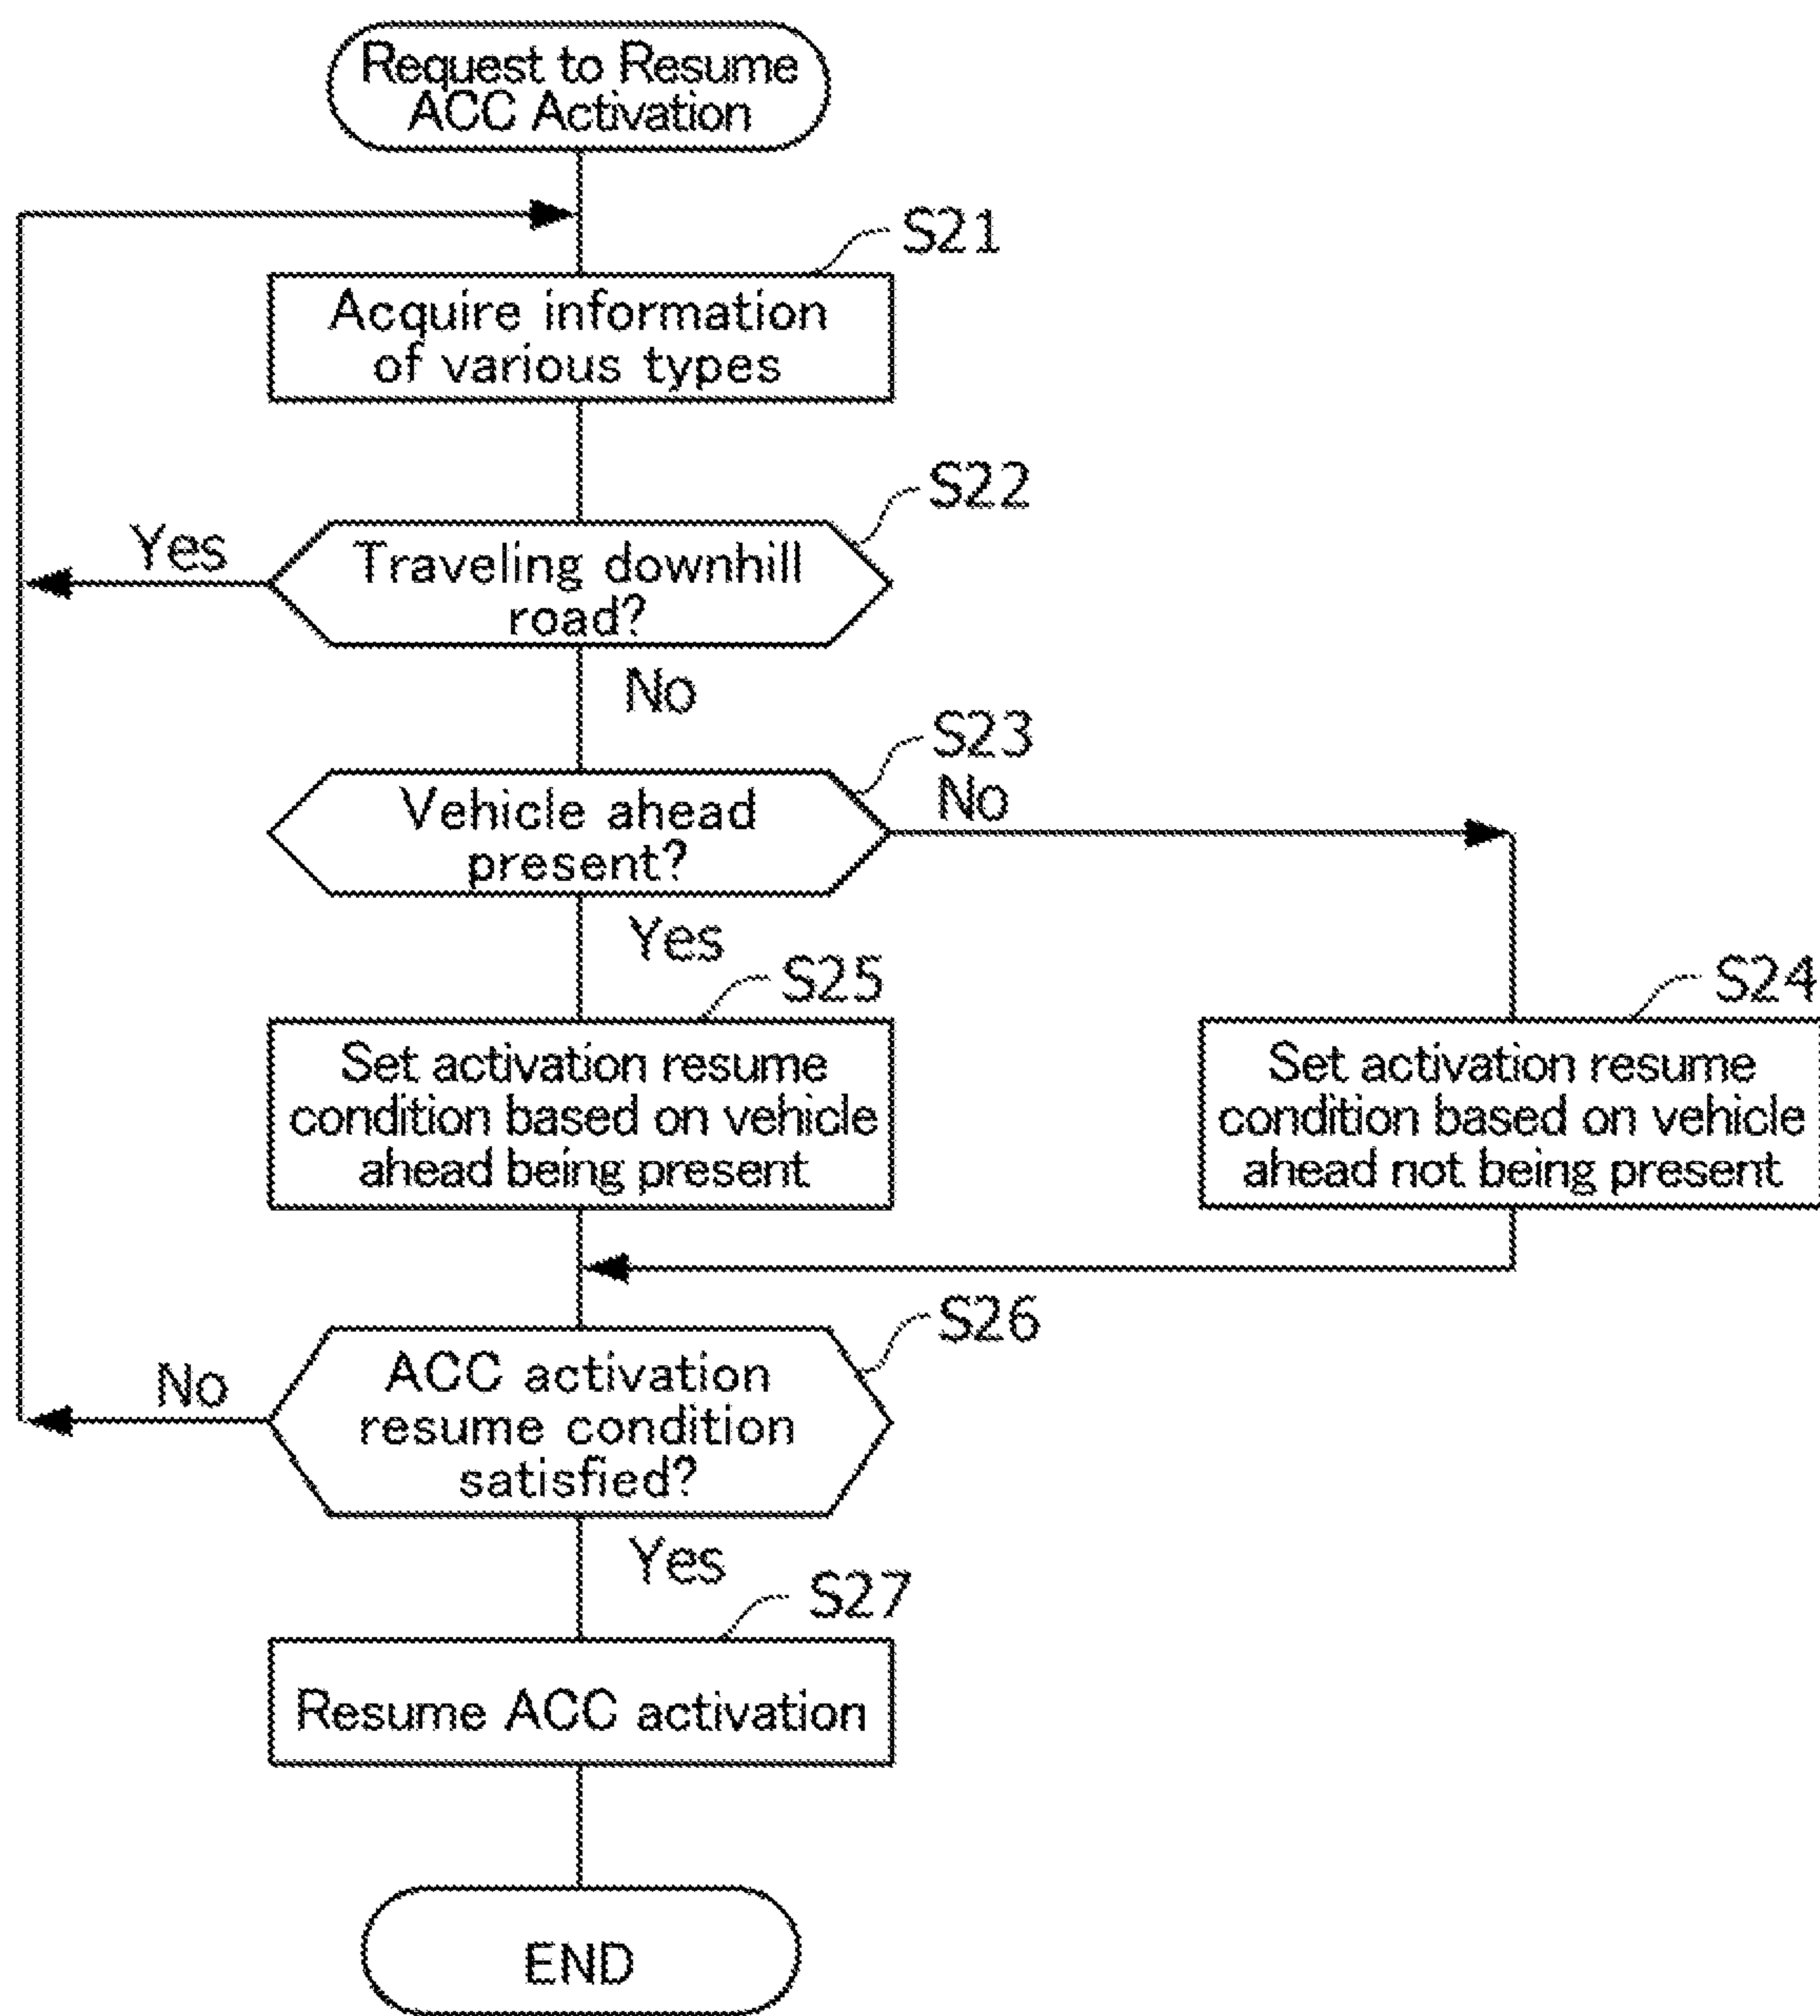 Request to Resume
ACC Activation
S21
Acquire information
of various types
S22
Yes
Traveling downhill
road?
No
S23
No
Vehicle ahead
present?
Yes
S25
S24
Set activation resume
condition based on vehicle
ahead being present
Set activation resume
condition based on vehicle
ahead not being present
S26
No
ACC activation
resume condition
satisfied?
Yes
S27
Resume ACC activation
END